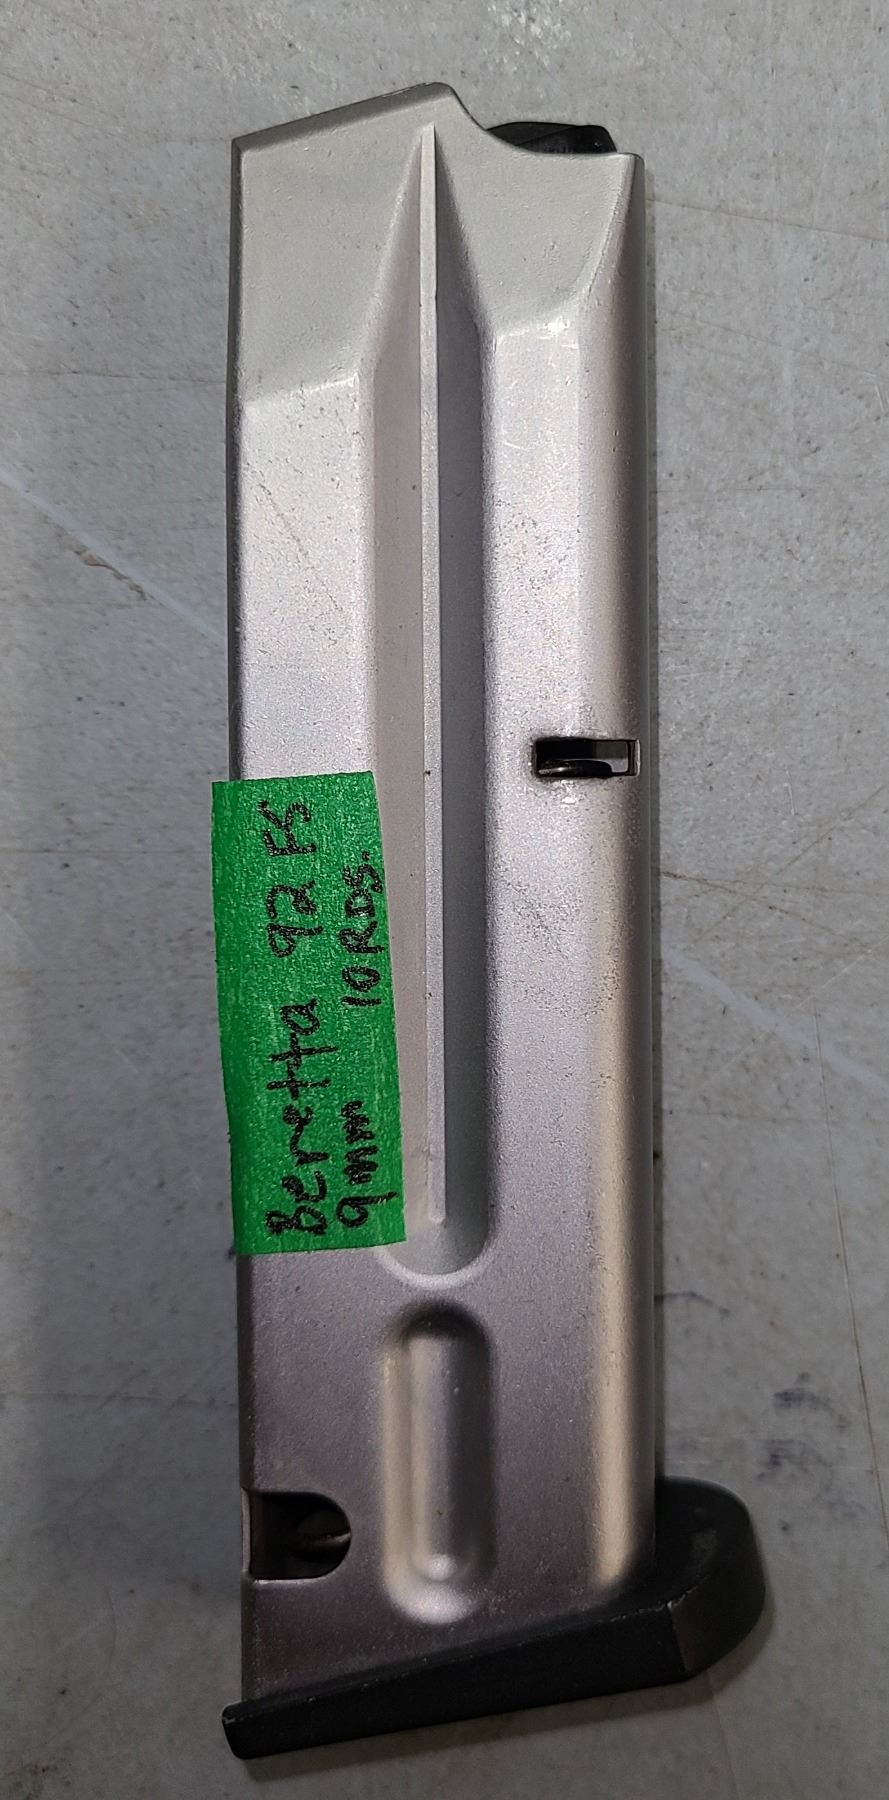 Beretta 92 FS
9mm 10 RDS.